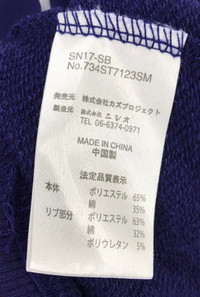 SN17-SB
No.734ST7123SM
発売元 株式会社カズプロジェクト
製造元 株式会社 ニシオ
TEL 06-6374-0971
MADE IN CHINA
中国製
法定品質表示
本体 ポリエステル 65%
綿 35%
リブ部分 ポリエステル 63%
綿 32%
ポリウレタン 5%